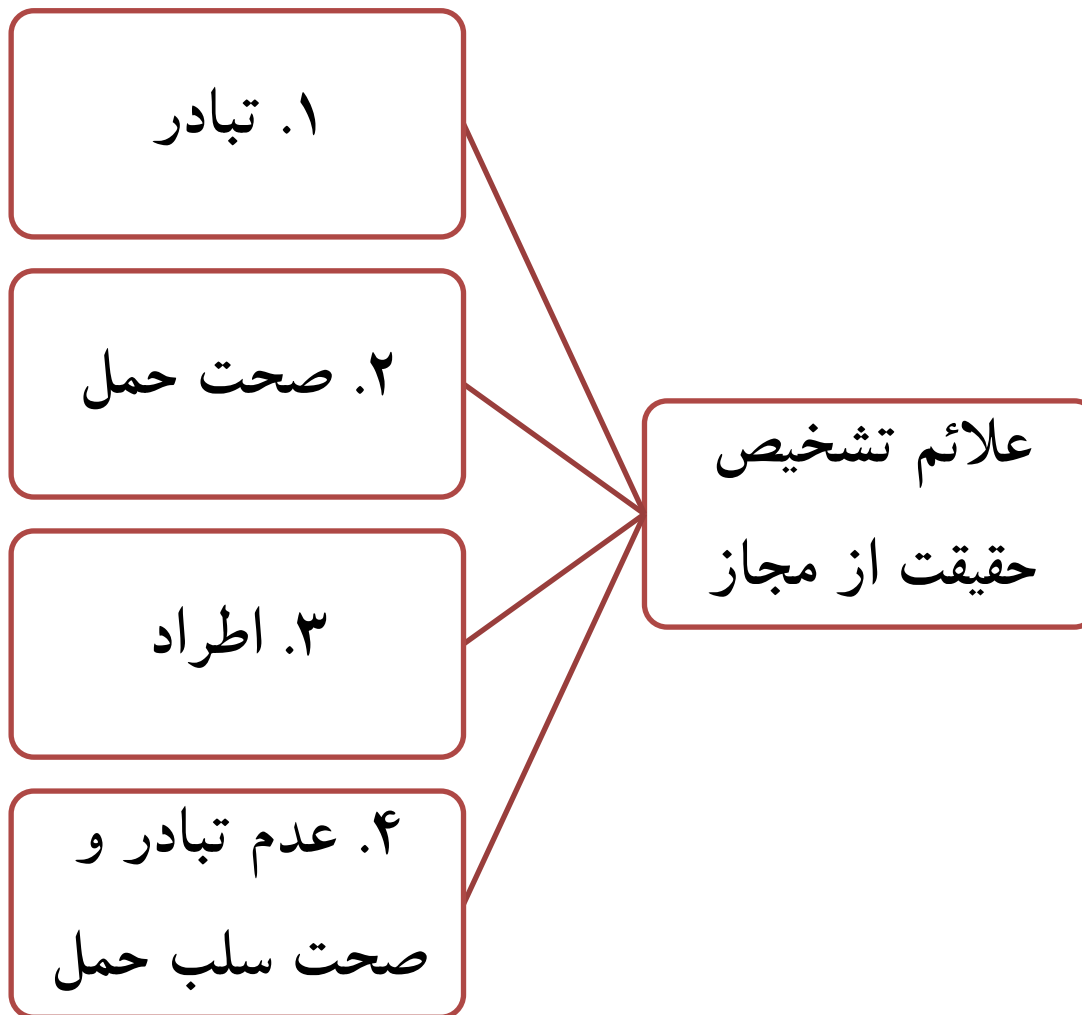 علائم تشخیص
حقیقت از مجاز
۱. تبادر
۲. صحت حمل
۳. اطراد
۴. عدم تبادر و
صحت سلب حمل